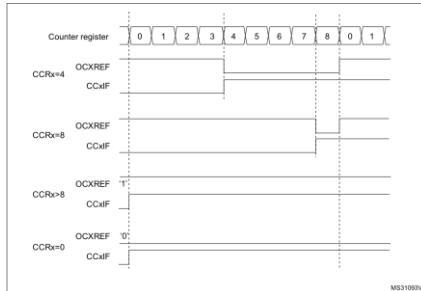 Counter register 0 1 2 3 4 5 6 7 8 0 1
OCXREF
CCRx=4
CCxIF
OCXREF
CCRx=8
CCxIF
OCXREF '1'
CCRx>8
CCxIF
OCXREF '0'
CCRx=0
CCxIF
MS31093V